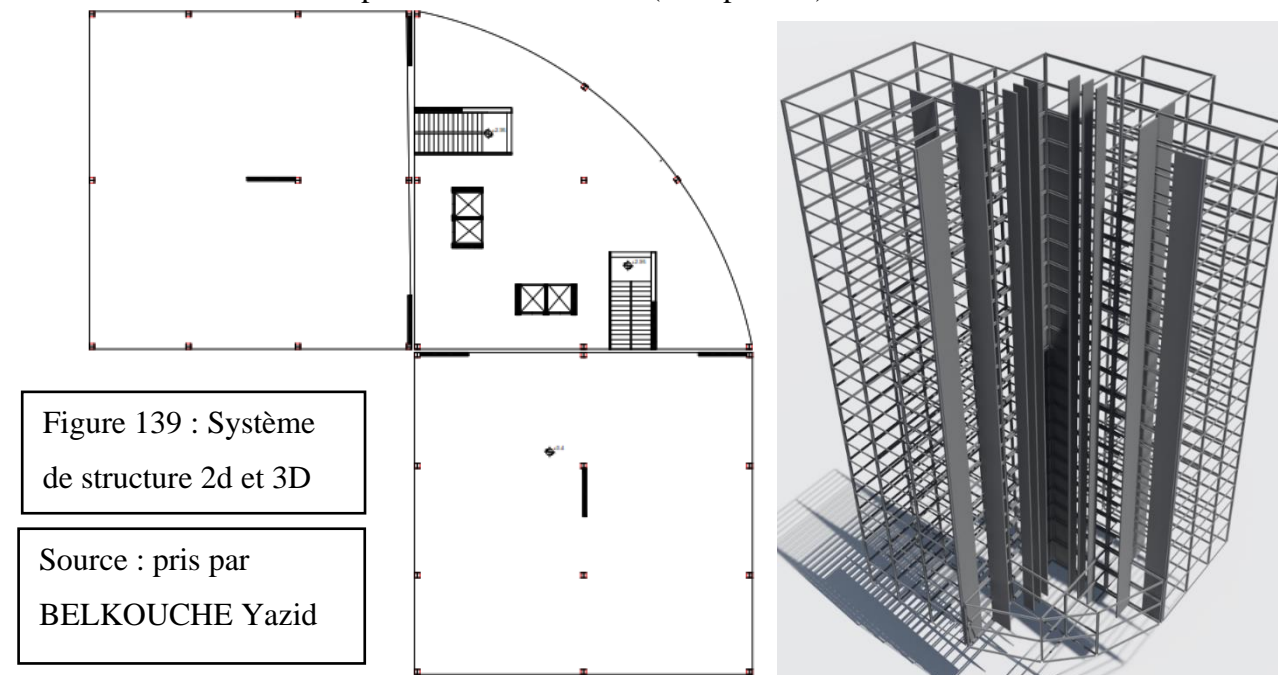 Figure 139 : Système
de structure 2d et 3D
Source : pris par
BELKOUCHE Yazid